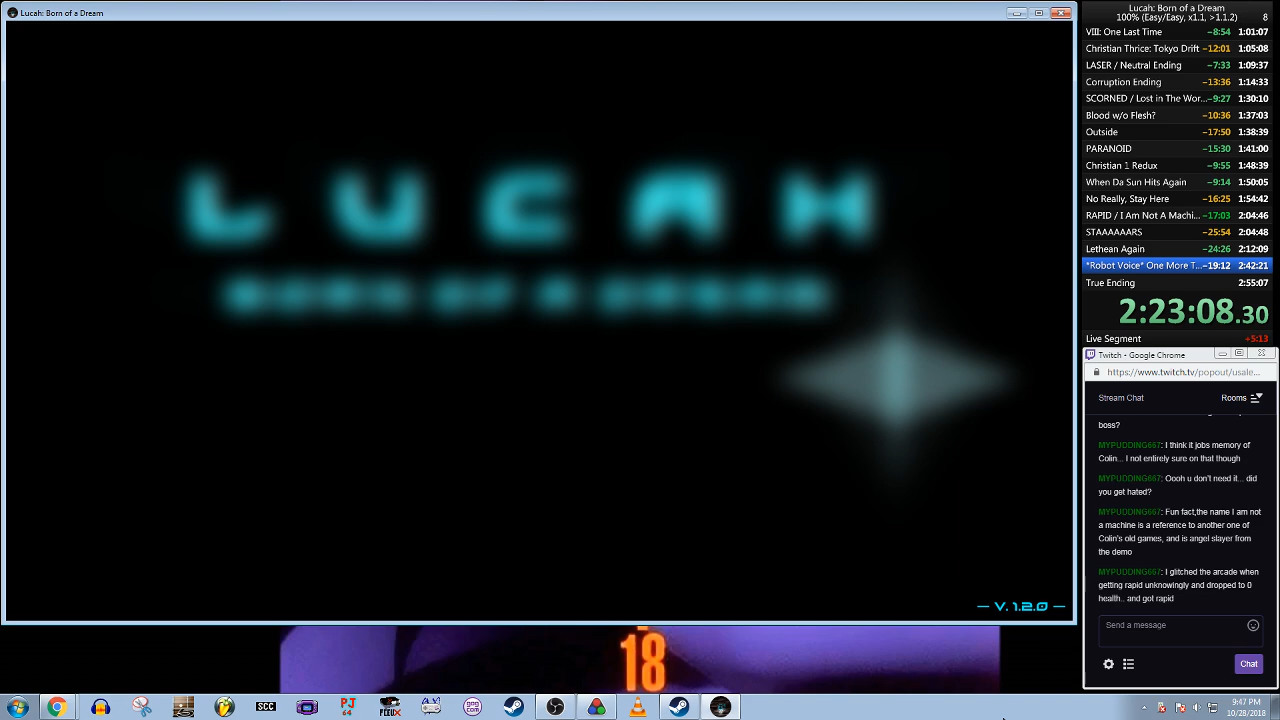 Lucah: Born of a Dream
LUCAH
— V. 1.2.0 —
18
Lucah: Born of a Dream
100% (Easy/Easy, x1.1, >1.1.2) 8
VIII: One Last Time −8:54 1:01:07
Christian Thrice: Tokyo Drift −12:01 1:05:08
LASER / Neutral Ending −7:33 1:09:37
Corruption Ending −13:36 1:14:33
SCORNED / Lost in The Wor... −9:27 1:30:10
Blood w/o Flesh? −10:36 1:37:03
Outside −17:50 1:38:39
PARANOID −15:30 1:41:00
Christian 1 Redux −9:55 1:48:39
When Da Sun Hits Again −9:14 1:50:05
No Really, Stay Here −16:25 1:54:42
RAPID / I Am Not A Machi... −17:03 2:04:46
STAAAAARS −25:54 2:04:48
Lethean Again −24:26 2:12:09
*Robot Voice* One More T... −19:12 2:42:21
True Ending 2:55:07
2:23:08.30
Live Segment +5:13
Twitch - Google Chrome
https://www.twitch.tv/popout/usale...
Stream Chat Rooms
boss?
MYPUDDING667: I think it jobs memory of
Colin... I not entirely sure on that though
MYPUDDING667: Oooh u don't need it... did
you get hated?
MYPUDDING667: Fun fact,the name I am not
a machine is a reference to another one of
Colin's old games, and is angel slayer from
the demo
MYPUDDING667: I glitched the arcade when
getting rapid unknowingly and dropped to 0
health.. and got rapid
Send a message
Chat
SCC
PJ
64
gog
com
9:47 PM
10/28/2018